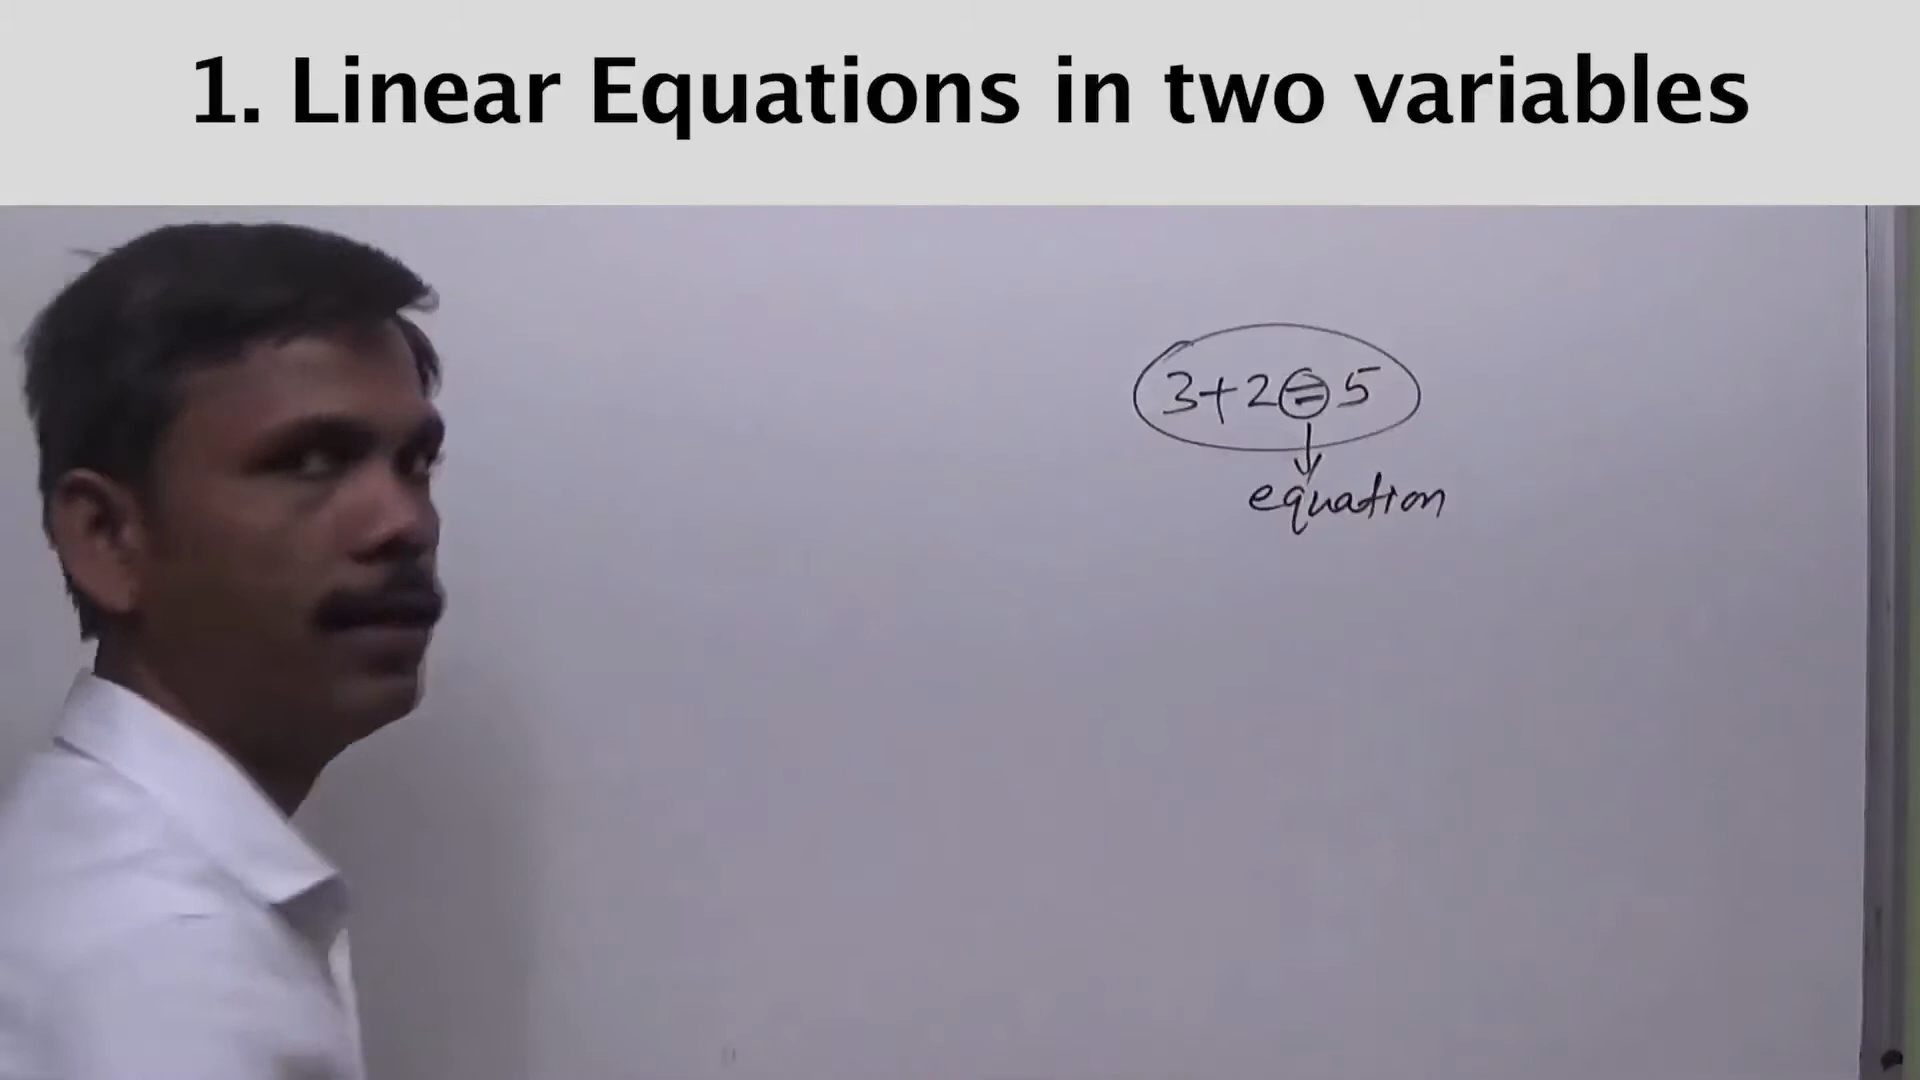 1. Linear Equations in two variables
3+2=5
equation